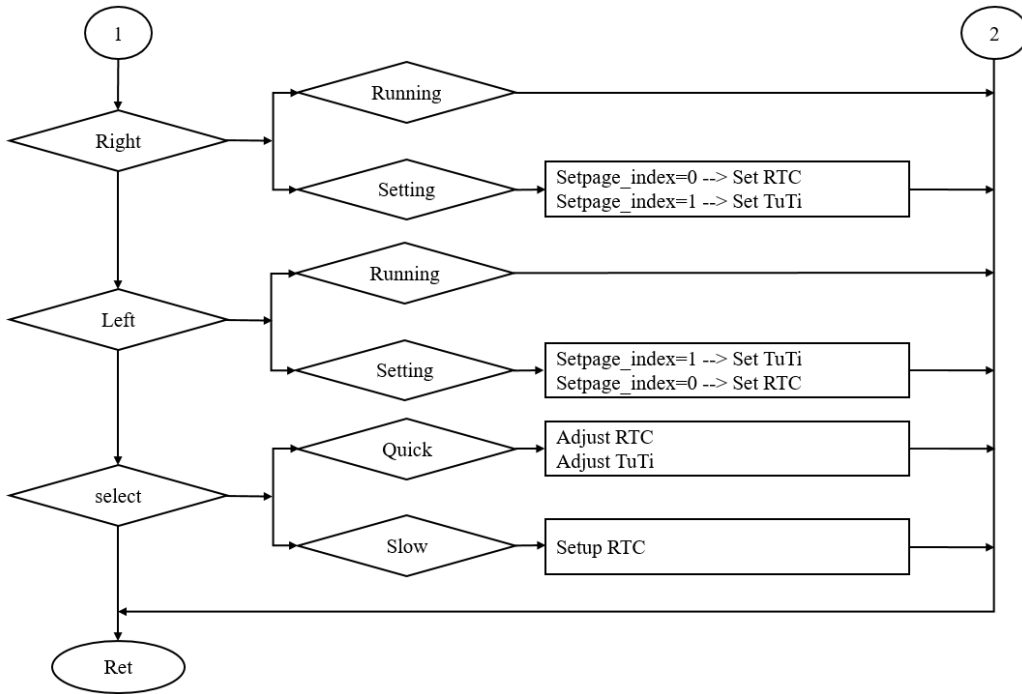 1
2
Running
Right
Setting
Setpage_index=0 --> Set RTC
Setpage_index=1 --> Set TuTi
Running
Left
Setting
Setpage_index=1 --> Set TuTi
Setpage_index=0 --> Set RTC
Quick
Adjust RTC
Adjust TuTi
select
Slow
Setup RTC
Ret